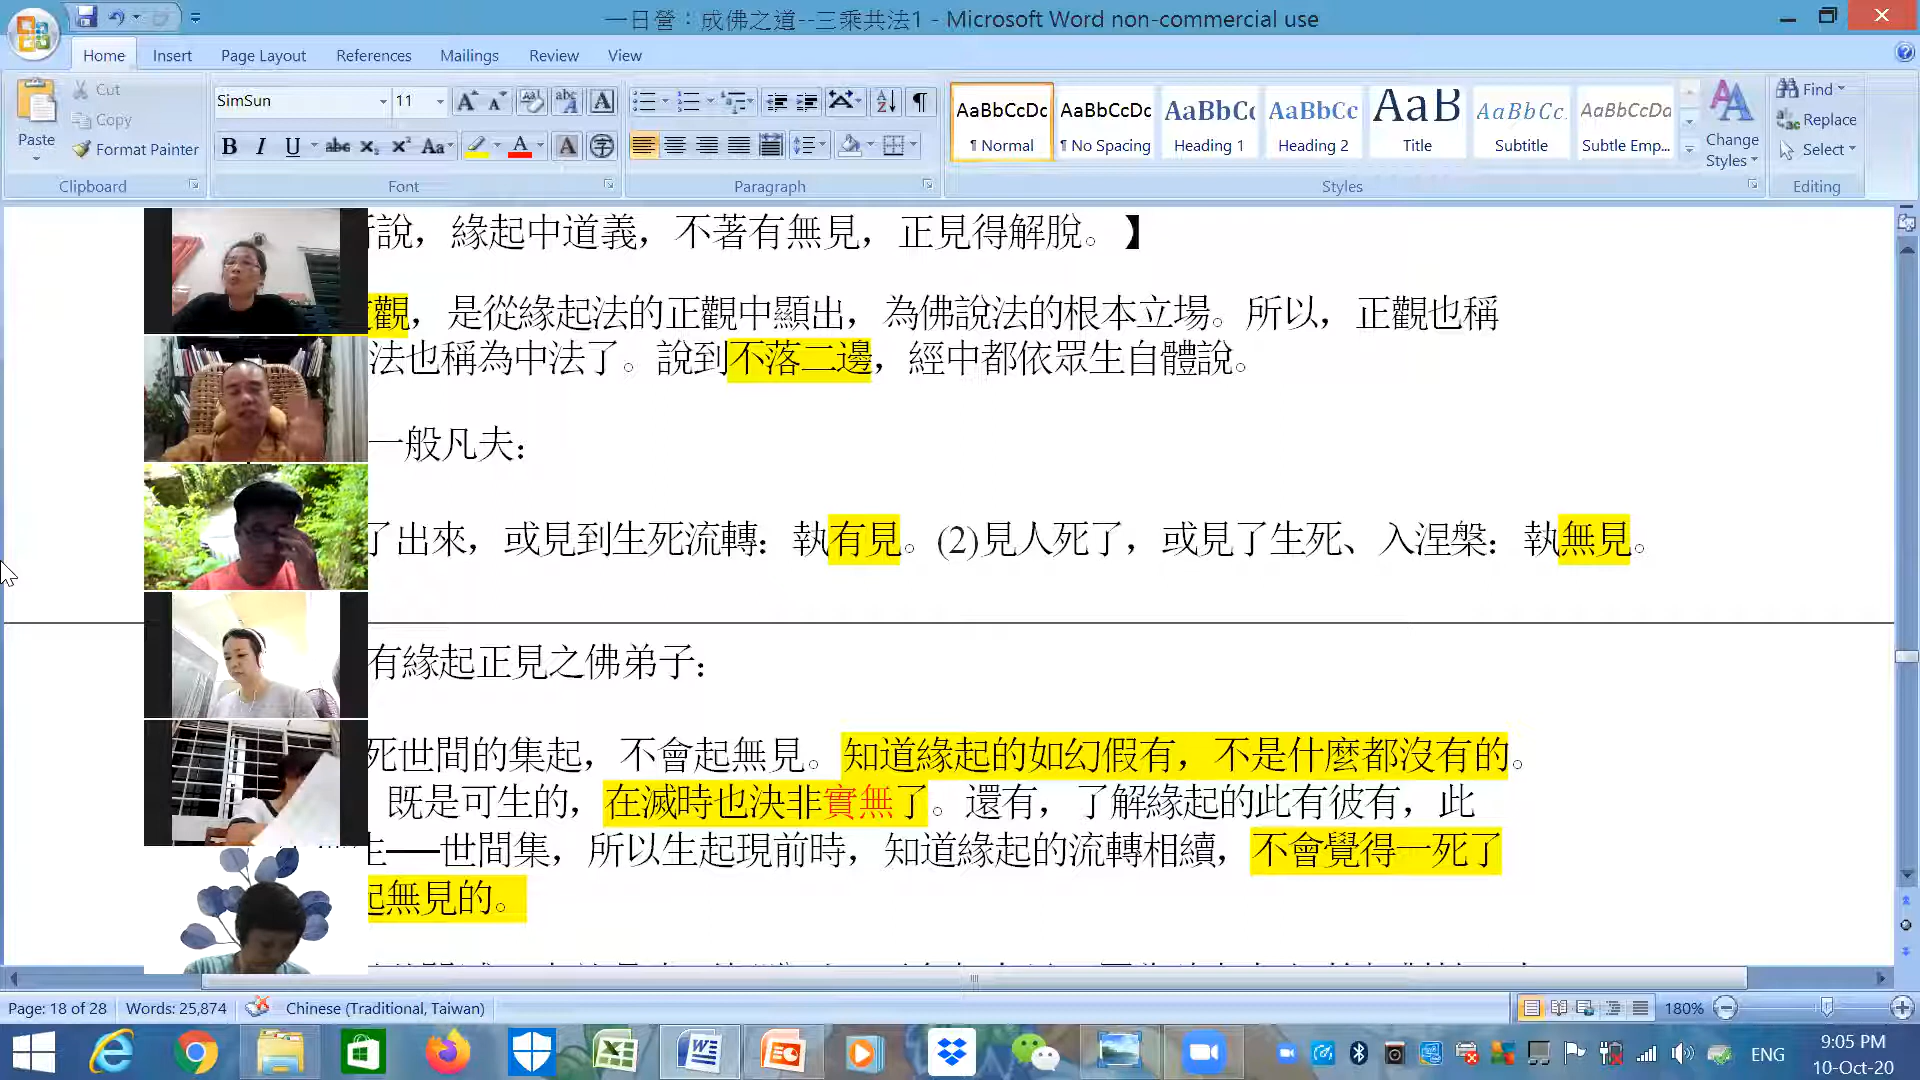 一日營：成佛之道--三乘共法1 - Microsoft Word non-commercial use
Home Insert Page Layout References Mailings Review View
Paste
Cut
Copy
Format Painter
Clipboard
SimSun 11
Font
Paragraph
AaBbCcDc AaBbCcDc AaBbCc AaBbCc AaB AaBbCc. AaBbCcDa
¶ Normal ¶ No Spacing Heading 1 Heading 2 Title Subtitle Subtle Emp...
Change Styles
Styles
Find
Replace
Select
Editing
說，緣起中道義，不著有無見，正見得解脫。】
觀，是從緣起法的正觀中顯出，為佛說法的根本立場。所以，正觀也稱
法也稱為中法了。說到不落二邊，經中都依眾生自體說。
一般凡夫：
了出來，或見到生死流轉：執有見。(2)見人死了，或見了生死、入涅槃：執無見。
有緣起正見之佛弟子：
死世間的集起，不會起無見。知道緣起的如幻假有，不是什麼都沒有的。
既是可生的，在滅時也決非實無了。還有，了解緣起的此有彼有，此
生──世間集，所以生起現前時，知道緣起的流轉相續，不會覺得一死了
起無見的。
Page: 18 of 28 Words: 25,874 Chinese (Traditional, Taiwan) 180%
ENG
9:05 PM
10-Oct-20